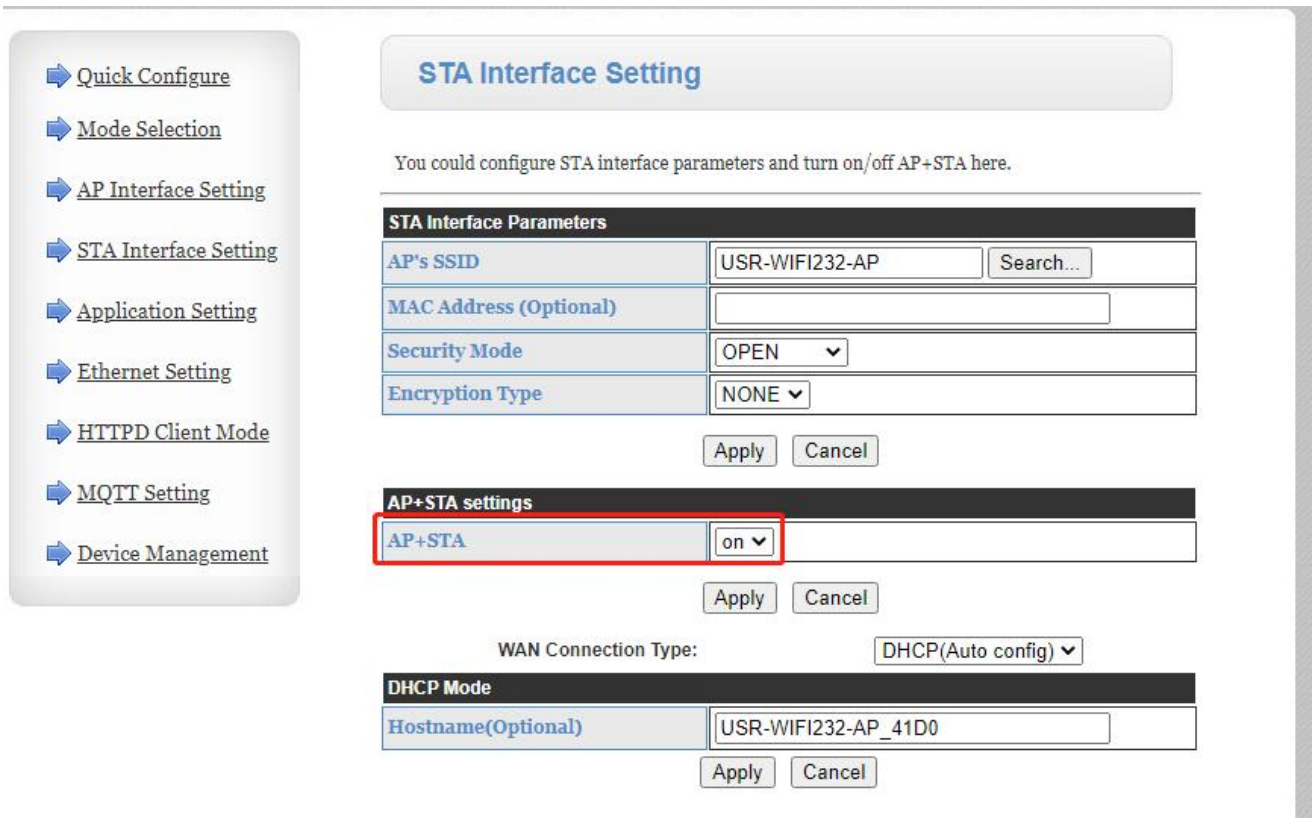 Quick Configure
Mode Selection
AP Interface Setting
STA Interface Setting
Application Setting
Ethernet Setting
HTTPD Client Mode
MQTT Setting
Device Management
STA Interface Setting
You could configure STA interface parameters and turn on/off AP+STA here.
STA Interface Parameters
AP's SSID USR-WIFI232-AP Search...
MAC Address (Optional)
Security Mode OPEN
Encryption Type NONE
Apply Cancel
AP+STA settings
AP+STA on
Apply Cancel
WAN Connection Type: DHCP(Auto config)
DHCP Mode
Hostname(Optional) USR-WIFI232-AP_41D0
Apply Cancel